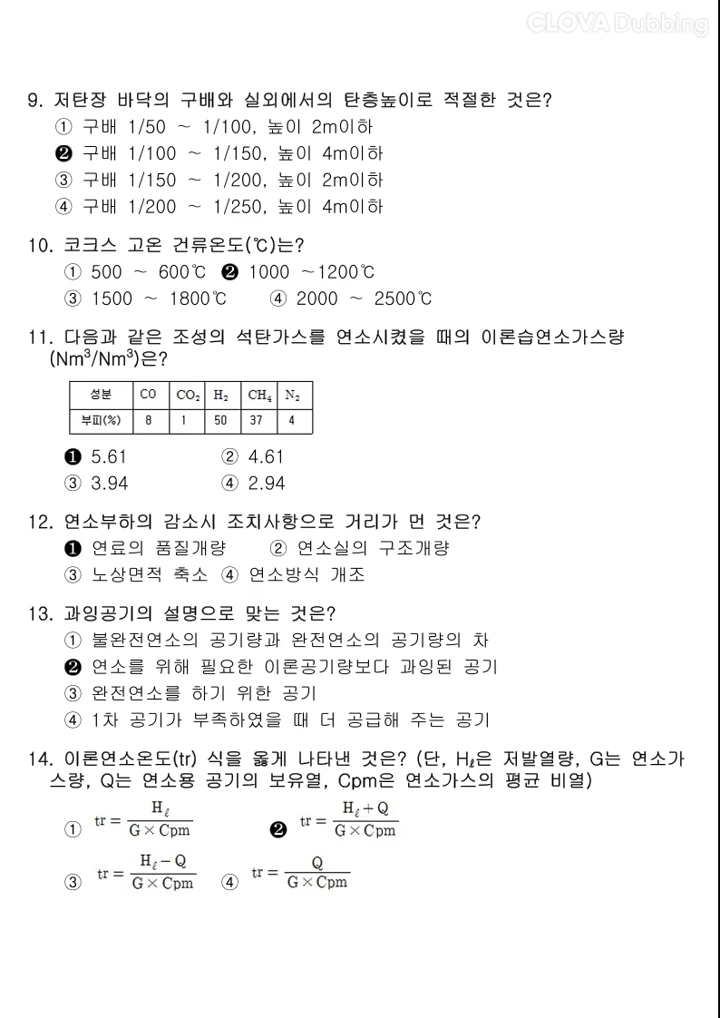 CLOVA Dubbing
9. 저탄장 바닥의 구배와 실외에서의 탄층높이로 적절한 것은?
① 구배 1/50 ~ 1/100, 높이 2m이하
❷ 구배 1/100 ~ 1/150, 높이 4m이하
③ 구배 1/150 ~ 1/200, 높이 2m이하
④ 구배 1/200 ~ 1/250, 높이 4m이하
10. 코크스 고온 건류온도(℃)는?
① 500 ~ 600℃ ❷ 1000 ~1200℃
③ 1500 ~ 1800℃ ④ 2000 ~ 2500℃
11. 다음과 같은 조성의 석탄가스를 연소시켰을 때의 이론습연소가스량
(Nm³/Nm³)은?
성분 CO CO₂ H₂ CH₄ N₂
부피(%) 8 1 50 37 4
❶ 5.61 ② 4.61
③ 3.94 ④ 2.94
12. 연소부하의 감소시 조치사항으로 거리가 먼 것은?
❶ 연료의 품질개량 ② 연소실의 구조개량
③ 노상면적 축소 ④ 연소방식 개조
13. 과잉공기의 설명으로 맞는 것은?
① 불완전연소의 공기량과 완전연소의 공기량의 차
❷ 연소를 위해 필요한 이론공기량보다 과잉된 공기
③ 완전연소를 하기 위한 공기
④ 1차 공기가 부족하였을 때 더 공급해 주는 공기
14. 이론연소온도(tr) 식을 옳게 나타낸 것은? (단, Hℓ은 저발열량, G는 연소가
스량, Q는 연소용 공기의 보유열, Cpm은 연소가스의 평균 비열)
① tr = Hℓ / G × Cpm ❷ tr = Hℓ + Q / G × Cpm
③ tr = Hℓ − Q / G × Cpm ④ tr = Q / G × Cpm